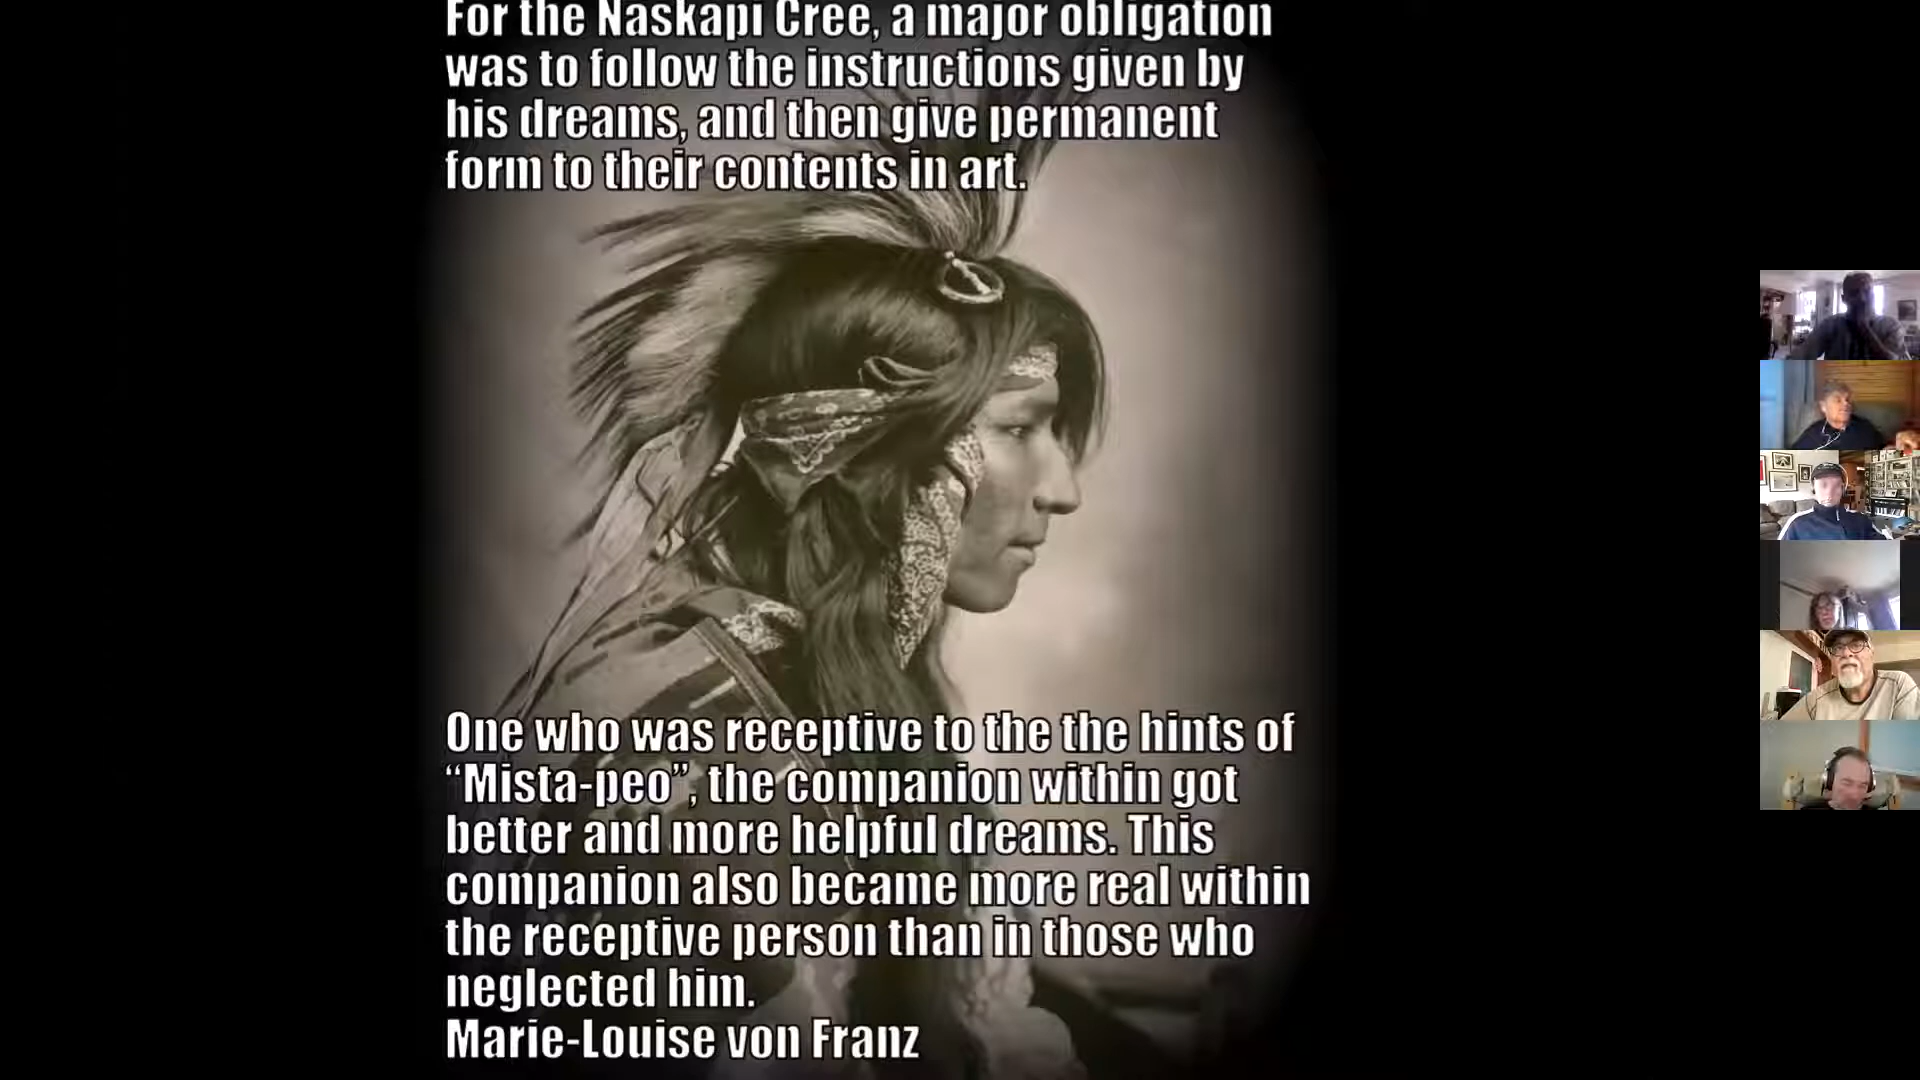 For the Naskapi Cree, a major obligation
was to follow the instructions given by
his dreams, and then give permanent
form to their contents in art.
One who was receptive to the the hints of
“Mista-peo”, the companion within got
better and more helpful dreams. This
companion also became more real within
the receptive person than in those who
neglected him.
Marie-Louise von Franz